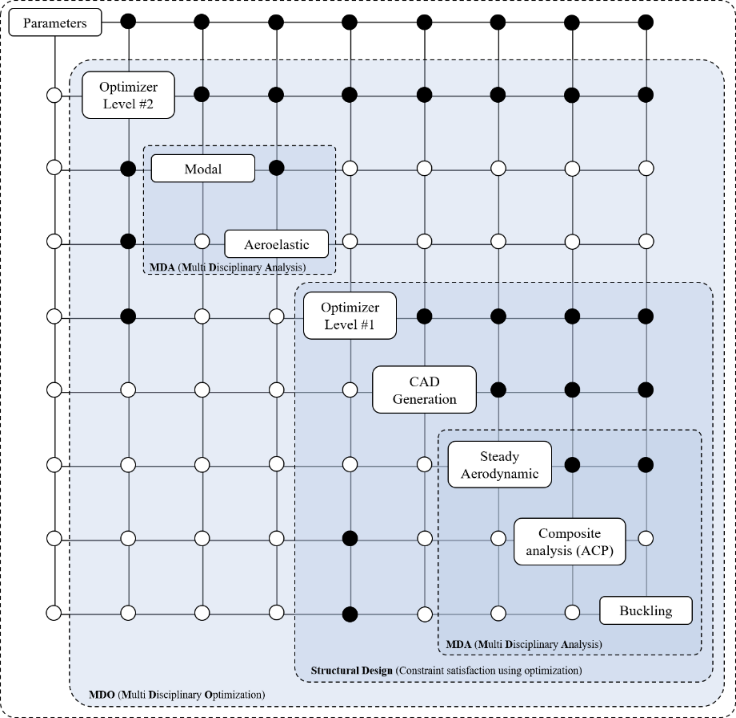 Parameters
Optimizer
Level #2
Modal
Aeroelastic
MDA (Multi Disciplinary Analysis)
Optimizer
Level #1
CAD
Generation
Steady
Aerodynamic
Composite
analysis (ACP)
Buckling
MDA (Multi Disciplinary Analysis)
Structural Design (Constraint satisfaction using optimization)
MDO (Multi Disciplinary Optimization)